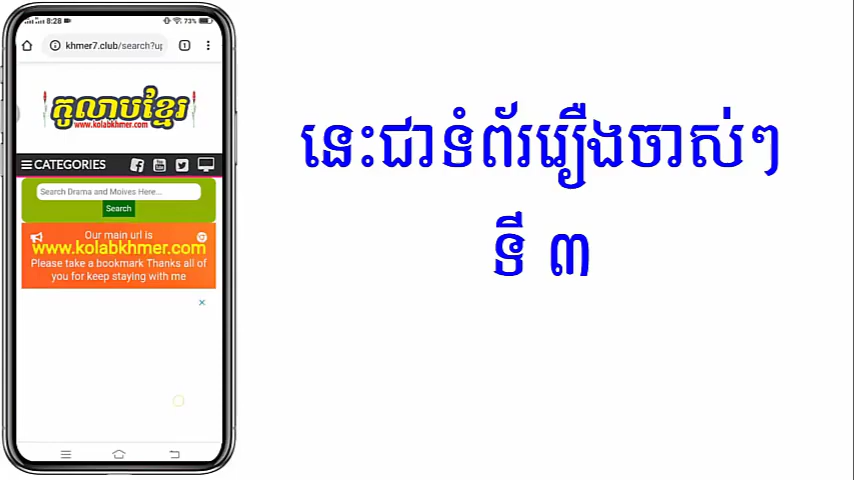 8:28
73%
khmer7.club/search?up
1
កូលាបខ្មែរ
www.kolabkhmer.com
CATEGORIES
Search Drama and Moives Here...
Search
Our main url is
www.kolabkhmer.com
Please take a bookmark Thanks all of
you for keep staying with me
នេះជាទំព័ររឿងចាស់ៗ
ទី ៣